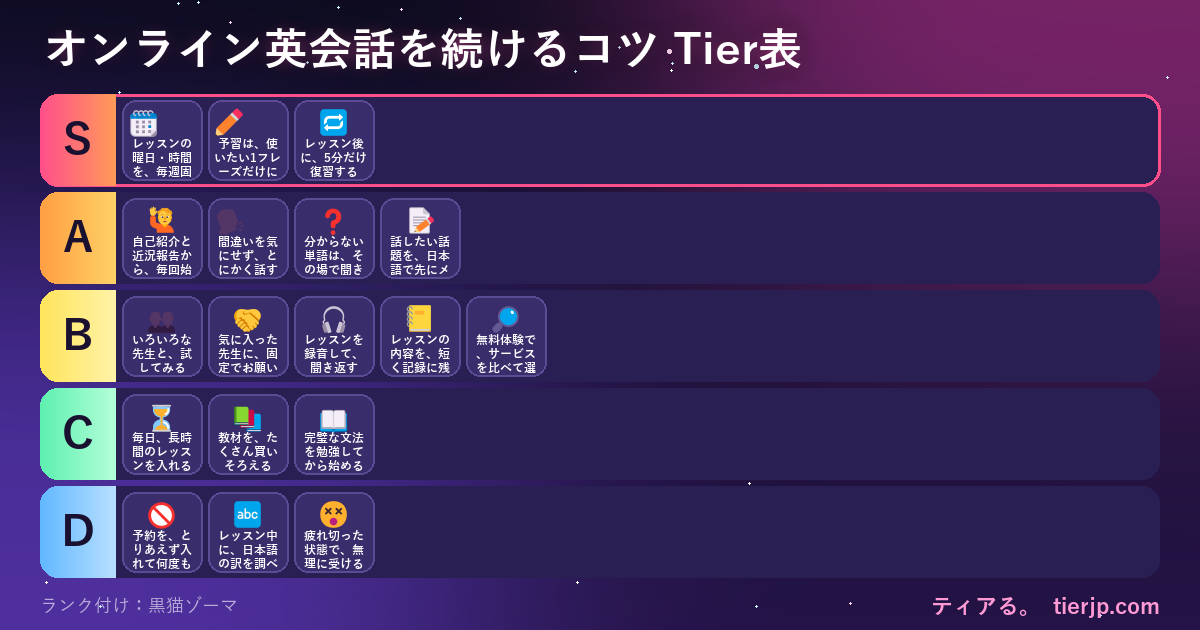 オンライン英会話を続けるコツ Tier表
S
レッスンの
曜日・時間
を、毎週固
予習は、使
いたい1フレ
ーズだけに
レッスン後
に、5分だけ
復習する
A
自己紹介と
近況報告か
ら、毎回始
間違いを気
にせず、と
にかく話す
分からない
単語は、そ
の場で聞き
話したい話
題を、日本
語で先にメ
B
いろいろな
先生と、試
してみる
気に入った
先生に、固
定でお願い
レッスンを
録音して、
聞き返す
レッスンの
内容を、短
く記録に残
無料体験で
、サービス
を比べて選
C
毎日、長時
間のレッス
ンを入れる
教材を、た
くさん買い
そろえる
完璧な文法
を勉強して
から始める
D
予約を、と
りあえず入
れて何度も
abc
レッスン中
に、日本語
の訳を調べ
疲れ切った
状態で、無
理に受ける
ランク付け：黒猫ゾーマ
ティアる。 tierjp.com